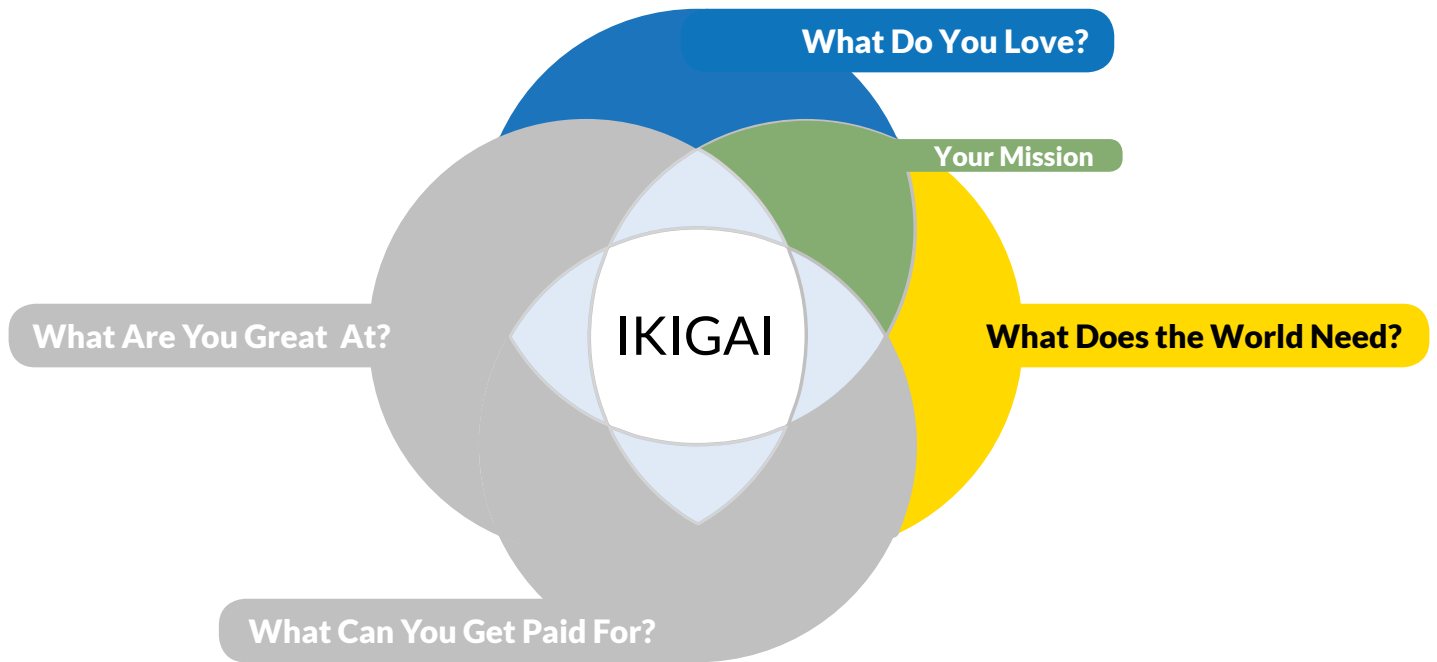 What Do You Love?
Your Mission
What Are You Great At?
IKIGAI
What Does the World Need?
What Can You Get Paid For?